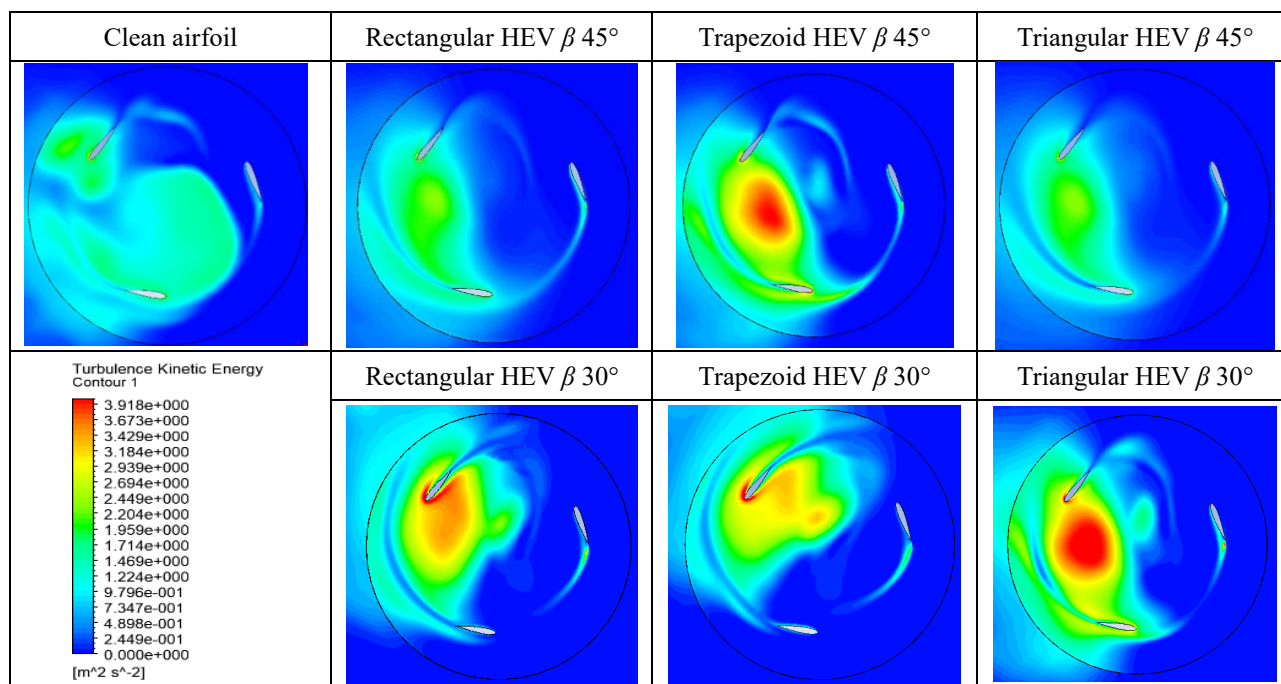 Clean airfoil
Rectangular HEV β 45°
Trapezoid HEV β 45°
Triangular HEV β 45°
Turbulence Kinetic Energy
Contour 1
3.918e+000
3.673e+000
3.429e+000
3.184e+000
2.939e+000
2.694e+000
2.449e+000
2.204e+000
1.959e+000
1.714e+000
1.469e+000
1.224e+000
9.796e-001
7.347e-001
4.898e-001
2.449e-001
0.000e+000
[m^2 s^-2]
Rectangular HEV β 30°
Trapezoid HEV β 30°
Triangular HEV β 30°